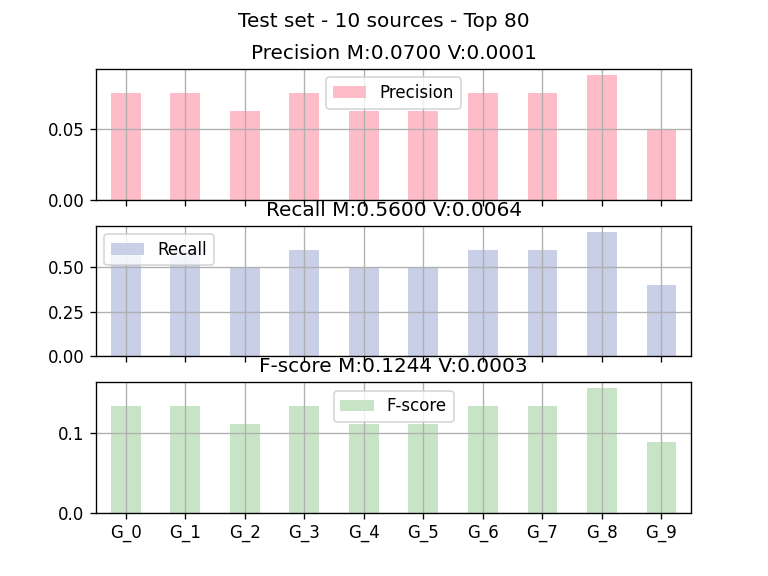 Test set - 10 sources - Top 80
Precision M:0.0700 V:0.0001
Precision
0.05
0.00
Recall M:0.5600 V:0.0064
Recall
0.50
0.25
0.00
F-score M:0.1244 V:0.0003
F-score
0.1
0.0
G_0 G_1 G_2 G_3 G_4 G_5 G_6 G_7 G_8 G_9